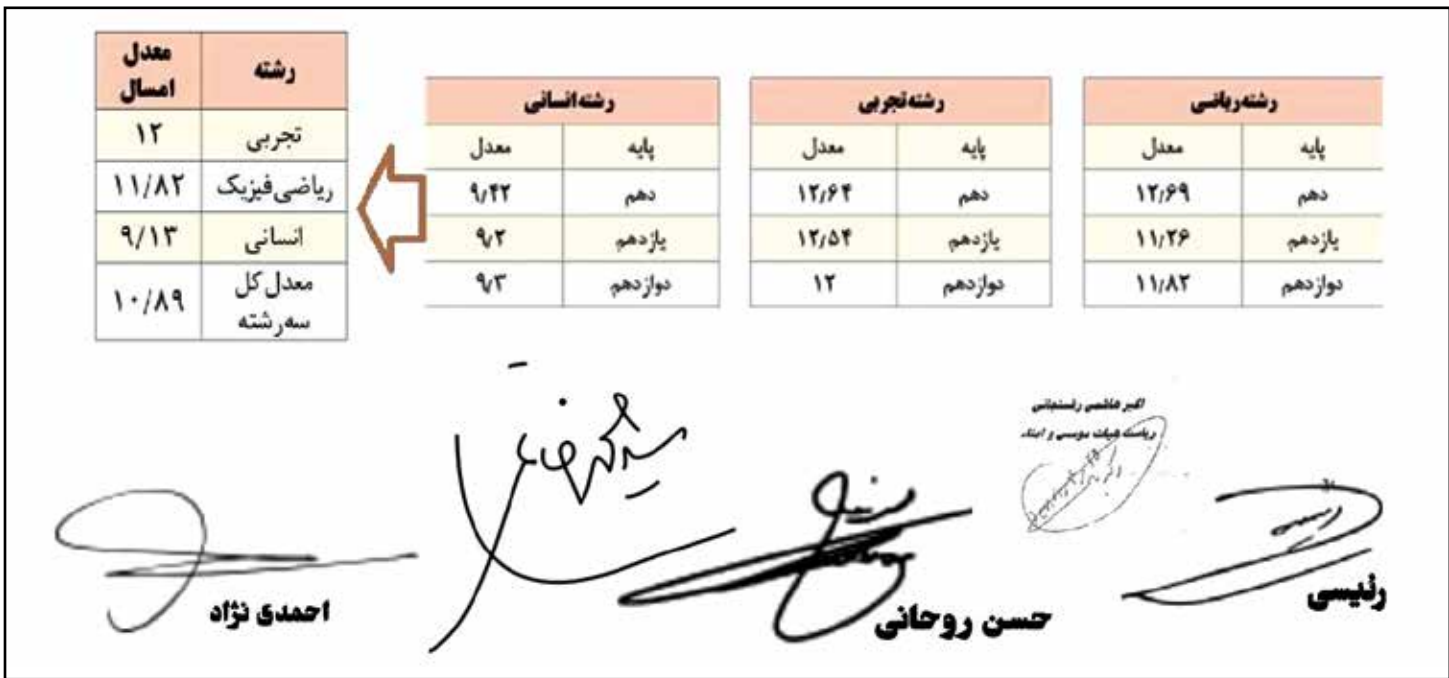 رشته ریاضی
پایه معدل
دهم ۱۲٫۶۹
یازدهم ۱۱٫۲۶
دوازدهم ۱۱٫۸۲
رشته تجربی
پایه معدل
دهم ۱۲٫۶۴
یازدهم ۱۲٫۵۴
دوازدهم ۱۲
رشته انسانی
پایه معدل
دهم ۹٫۴۲
یازدهم ۹٫۲
دوازدهم ۹٫۳
رشته معدل امسال
تجربی ۱۲
ریاضی‌فیزیک ۱۱/۸۲
انسانی ۹/۱۳
معدل کل
سه رشته ۱۰/۸۹
اکبر هاشمی رفسنجانی
ریاست هیات موسس و امناء
رئیسی
حسن روحانی
احمدی نژاد